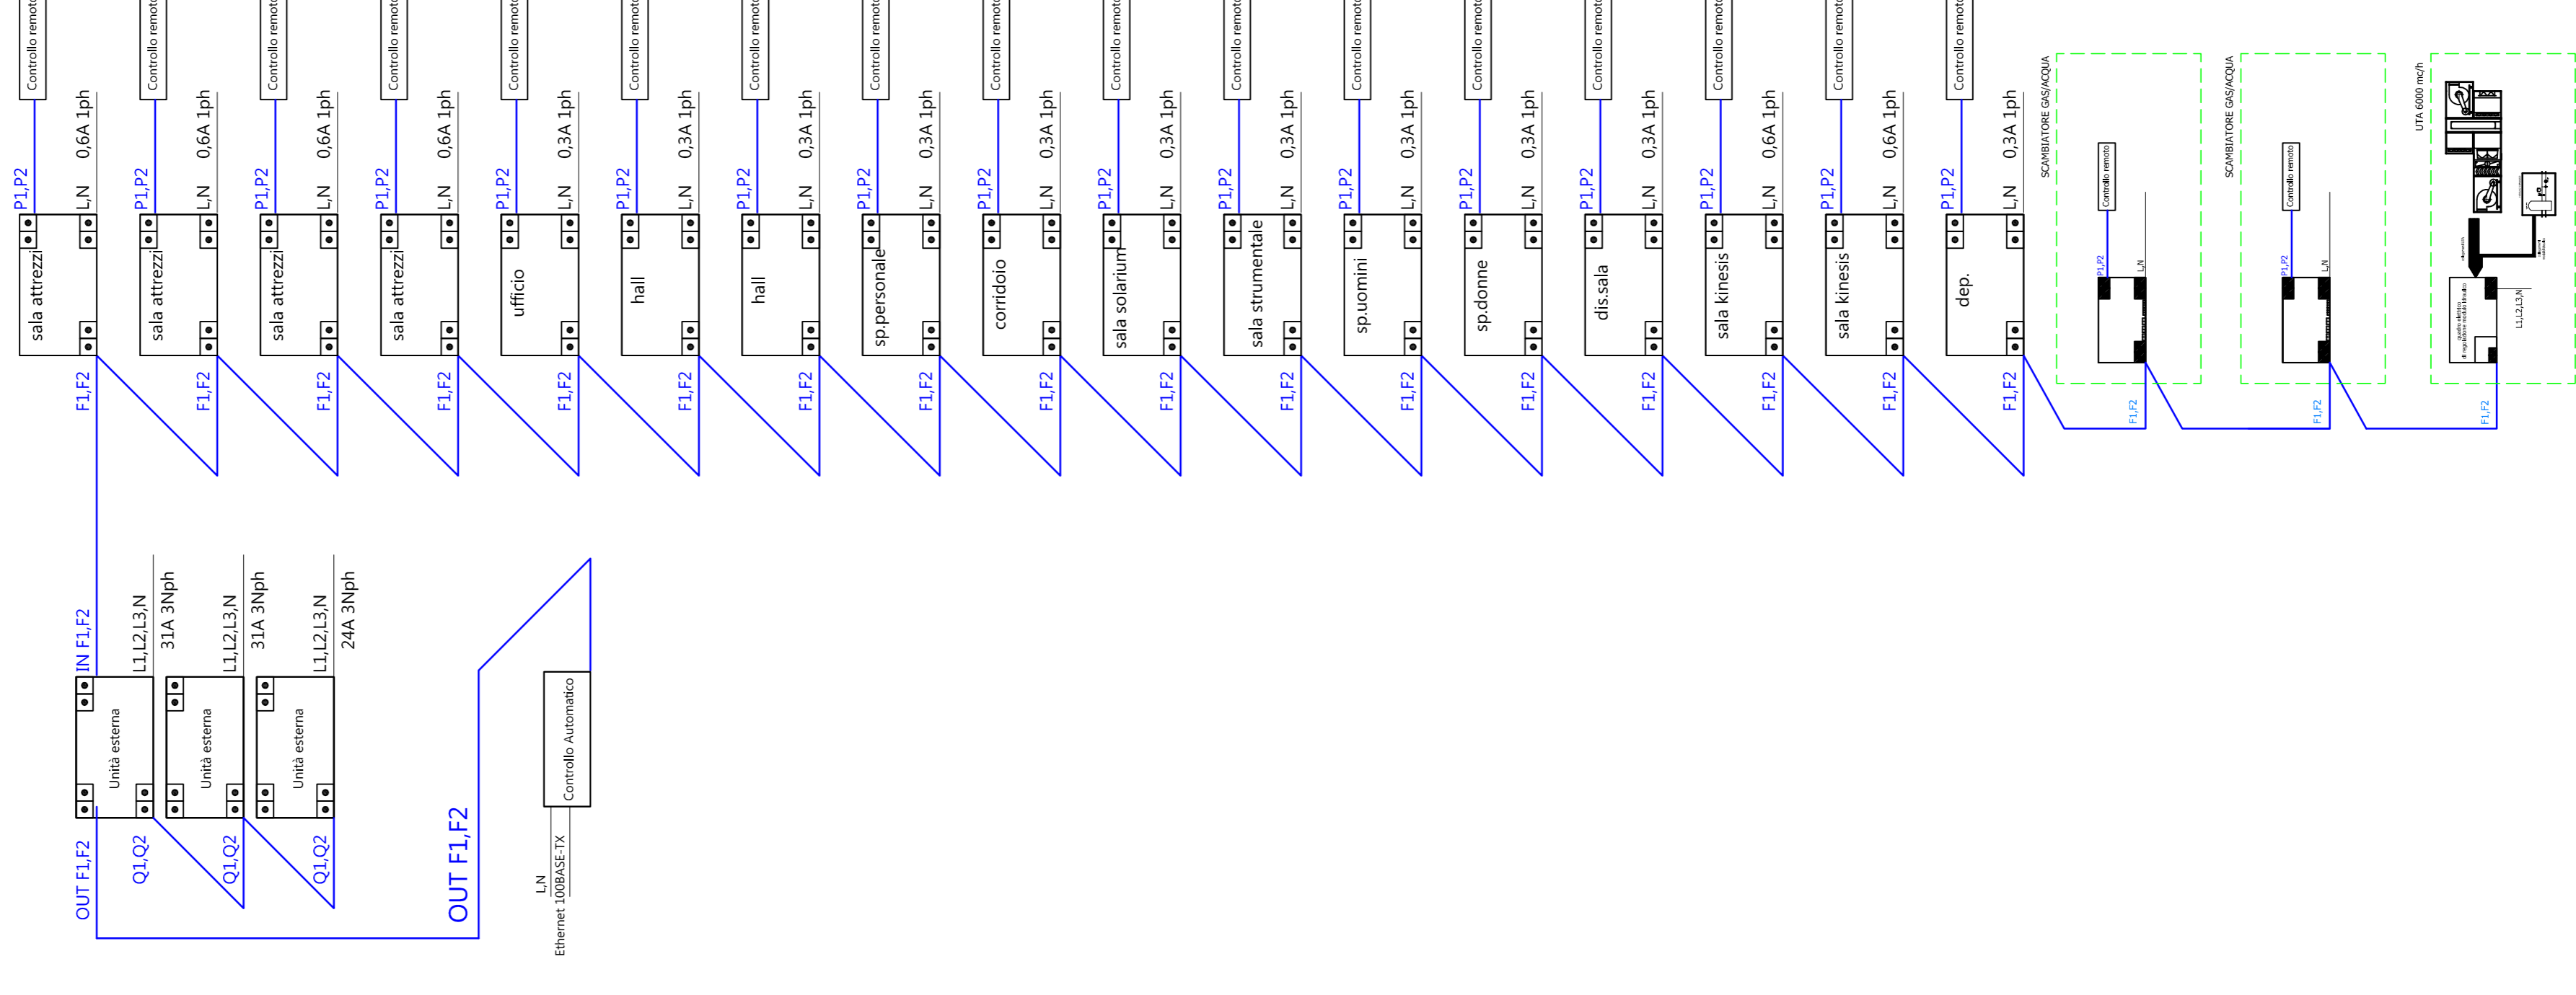 Controllo remoto
P1,P2
L,N
0,6A 1ph
sala attrezzi
F1,F2
Controllo remoto
P1,P2
L,N
0,6A 1ph
sala attrezzi
F1,F2
Controllo remoto
P1,P2
L,N
0,6A 1ph
sala attrezzi
F1,F2
Controllo remoto
P1,P2
L,N
0,6A 1ph
sala attrezzi
F1,F2
Controllo remoto
P1,P2
L,N
0,3A 1ph
ufficio
F1,F2
Controllo remoto
P1,P2
L,N
0,3A 1ph
hall
F1,F2
Controllo remoto
P1,P2
L,N
0,3A 1ph
hall
F1,F2
Controllo remoto
P1,P2
L,N
0,3A 1ph
sp.personale
F1,F2
Controllo remoto
P1,P2
L,N
0,3A 1ph
corridoio
F1,F2
Controllo remoto
P1,P2
L,N
0,3A 1ph
sala solarium
F1,F2
Controllo remoto
P1,P2
L,N
0,3A 1ph
sala strumentale
F1,F2
Controllo remoto
P1,P2
L,N
0,3A 1ph
sp.uomini
F1,F2
Controllo remoto
P1,P2
L,N
0,3A 1ph
sp.donne
F1,F2
Controllo remoto
P1,P2
L,N
0,3A 1ph
dis.sala
F1,F2
Controllo remoto
P1,P2
L,N
0,6A 1ph
sala kinesis
F1,F2
Controllo remoto
P1,P2
L,N
0,6A 1ph
sala kinesis
F1,F2
Controllo remoto
P1,P2
L,N
0,3A 1ph
dep.
F1,F2
SCAMBIATORE GAS/ACQUA
Controllo remoto
P1,P2
L,N
F1,F2
SCAMBIATORE GAS/ACQUA
Controllo remoto
P1,P2
L,N
F1,F2
UTA 6000 mc/h
quadro elettrico
di regolazione modulo idraulico
L1,L2,L3,N
F1,F2
IN F1,F2
L1,L2,L3,N
31A 3Nph
Unità esterna
OUT F1,F2
Q1,Q2
L1,L2,L3,N
31A 3Nph
Unità esterna
Q1,Q2
L1,L2,L3,N
24A 3Nph
Unità esterna
Q1,Q2
OUT F1,F2
Controllo Automatico
L,N
Ethernet 100BASE-TX